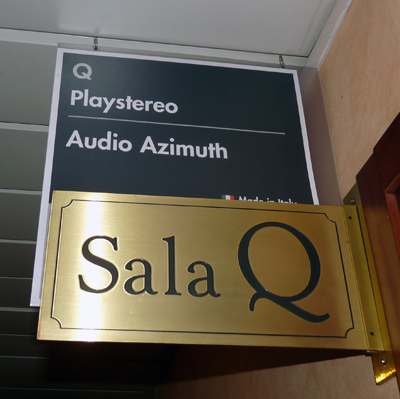 Q
Playstereo
Audio Azimuth
Made in Italy
Sala Q